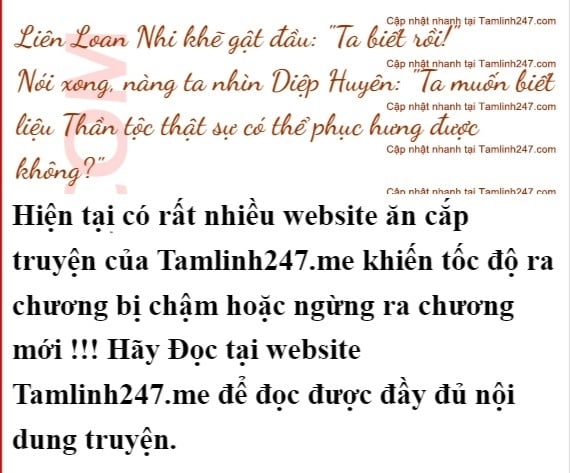 Cập nhật nhanh tại Tamlinh247.com
Liên Loan Nhi khẽ gật đầu: "Ta biết rồi!"
Cập nhật nhanh tại Tamlinh247.com
Nói xong, nàng ta nhìn Diệp Huyên: "Ta muốn biết
Cập nhật nhanh tại Tamlinh247.com
liệu Thần tộc thật sự có thể phục hưng được
Cập nhật nhanh tại Tamlinh247.com
không?"
Cập nhật nhanh tại Tamlinh247.com
Hiện tại có rất nhiều website ăn cắp
truyện của Tamlinh247.me khiến tốc độ ra
chương bị chậm hoặc ngừng ra chương
mới !!! Hãy Đọc tại website
Tamlinh247.me để đọc được đầy đủ nội
dung truyện.